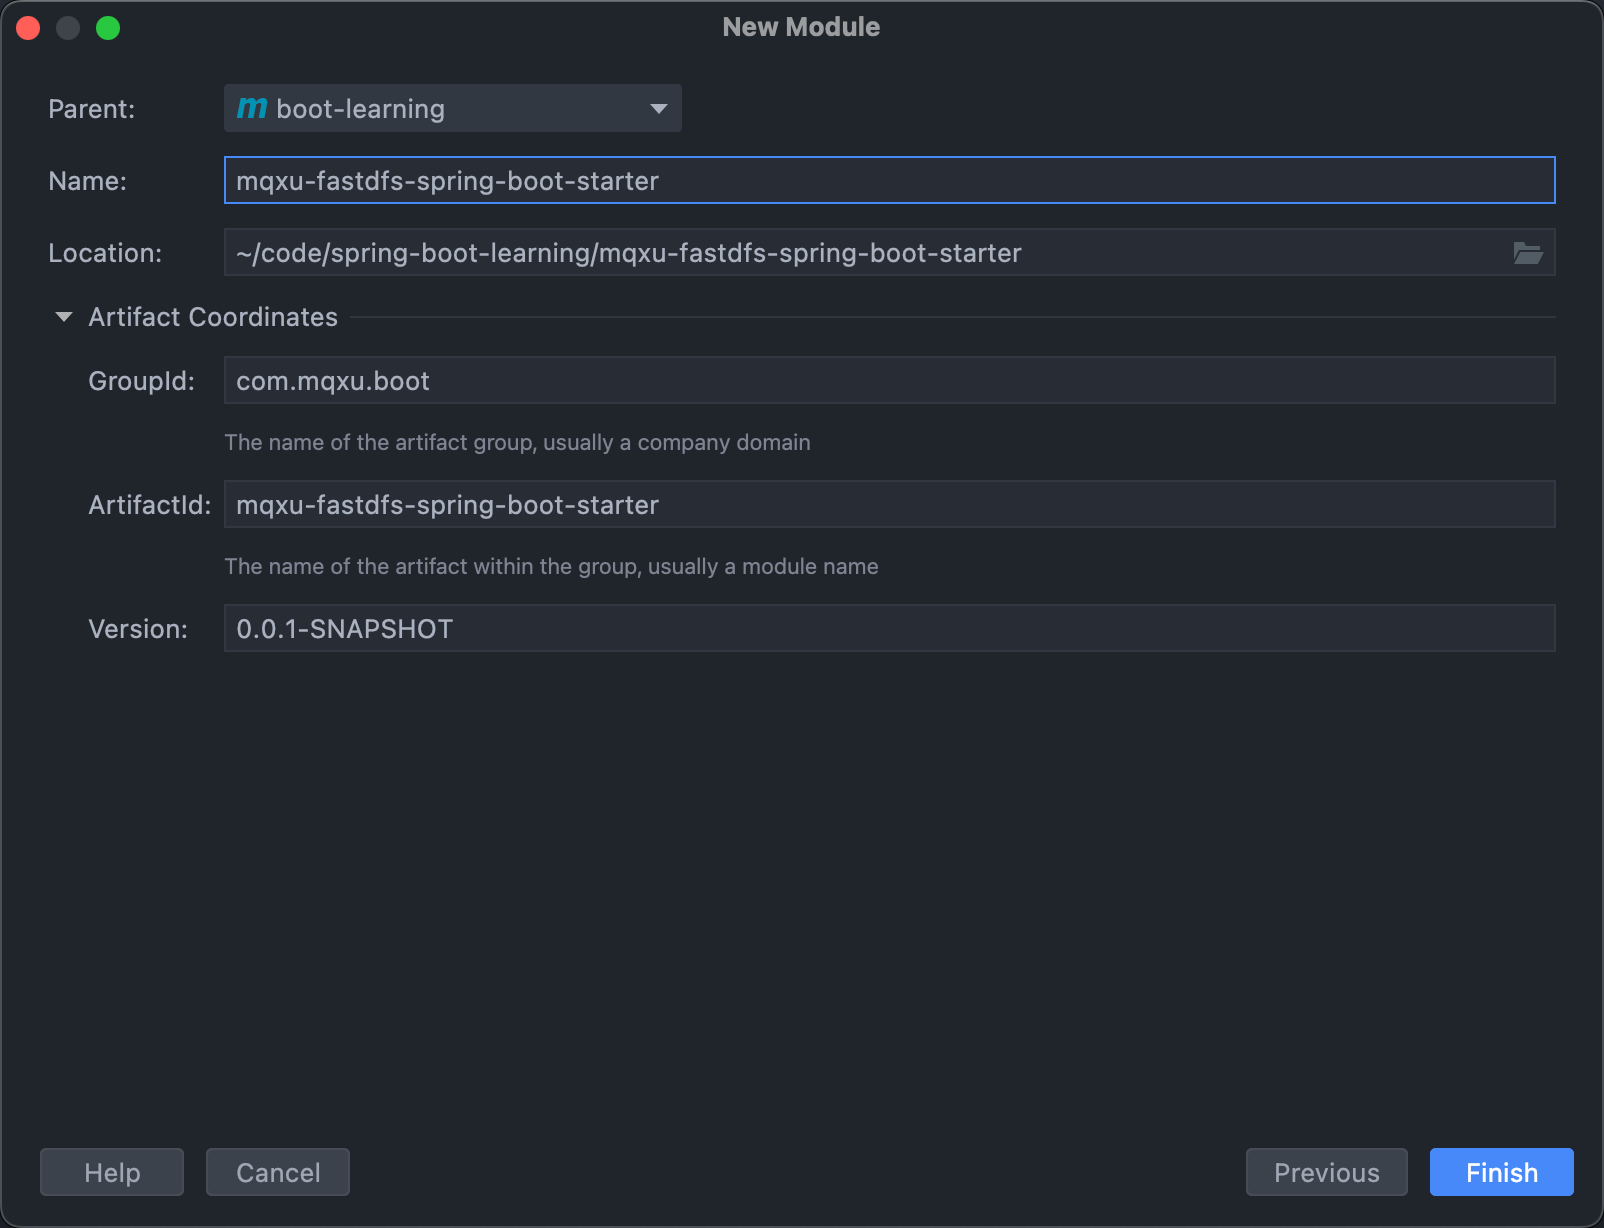 New Module
Parent: m boot-learning
Name: mqxu-fastdfs-spring-boot-starter
Location: ~/code/spring-boot-learning/mqxu-fastdfs-spring-boot-starter
Artifact Coordinates
GroupId: com.mqxu.boot
The name of the artifact group, usually a company domain
ArtifactId: mqxu-fastdfs-spring-boot-starter
The name of the artifact within the group, usually a module name
Version: 0.0.1-SNAPSHOT
Help Cancel Previous Finish